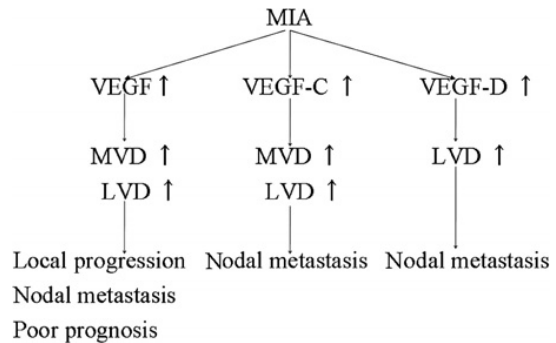 MIA
VEGF ↑ VEGF-C ↑ VEGF-D ↑
MVD ↑ MVD ↑ LVD ↑
LVD ↑ LVD ↑
Local progression Nodal metastasis Nodal metastasis
Nodal metastasis
Poor prognosis